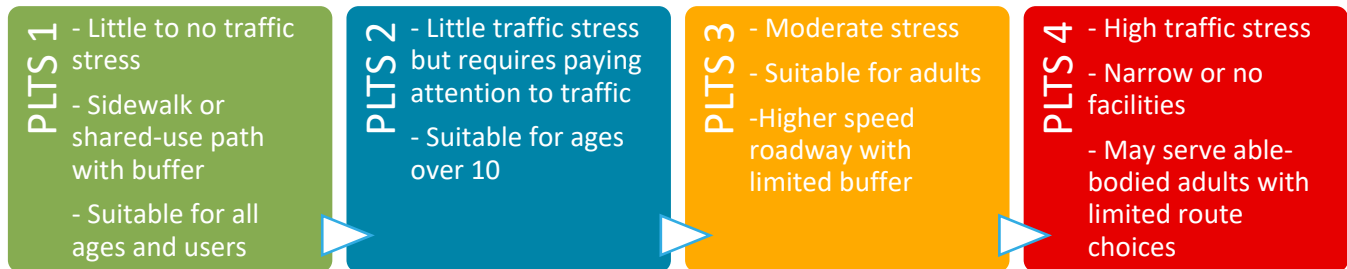 PLTS 1
- Little to no traffic
stress
- Sidewalk or
shared-use path
with buffer
- Suitable for all
ages and users
PLTS 2
- Little traffic stress
but requires paying
attention to traffic
- Suitable for ages
over 10
PLTS 3
- Moderate stress
- Suitable for adults
-Higher speed
roadway with
limited buffer
PLTS 4
- High traffic stress
- Narrow or no
facilities
- May serve able-
bodied adults with
limited route
choices